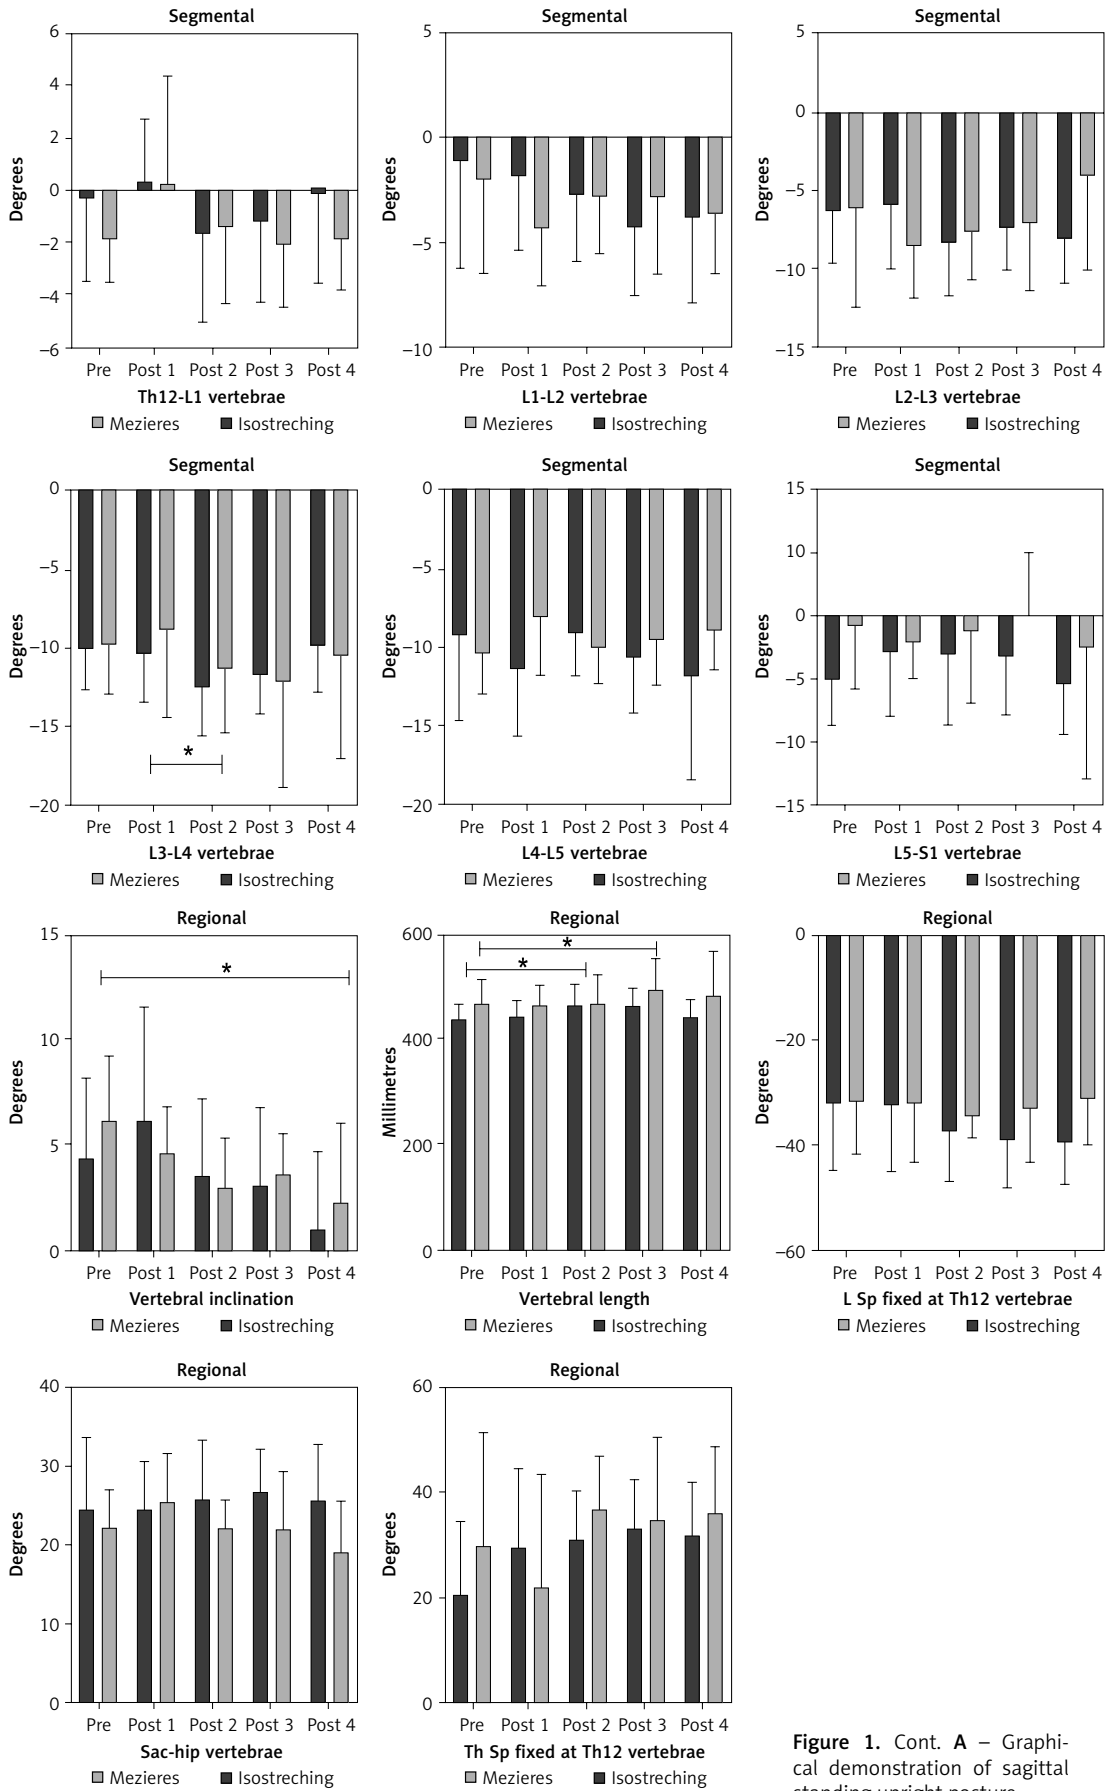 Segmental
Degrees
6
4
2
0
−2
−4
−6
Pre Post 1 Post 2 Post 3 Post 4
Th12-L1 vertebrae
Mezieres Isostreching
Segmental
Degrees
5
0
−5
−10
Pre Post 1 Post 2 Post 3 Post 4
L1-L2 vertebrae
Mezieres Isostreching
Segmental
Degrees
5
0
−5
−10
−15
Pre Post 1 Post 2 Post 3 Post 4
L2-L3 vertebrae
Mezieres Isostreching
Segmental
Degrees
0
−5
−10
−15
−20
*
Pre Post 1 Post 2 Post 3 Post 4
L3-L4 vertebrae
Mezieres Isostreching
Segmental
Degrees
0
−5
−10
−15
−20
Pre Post 1 Post 2 Post 3 Post 4
L4-L5 vertebrae
Mezieres Isostreching
Segmental
Degrees
15
10
0
−5
−10
−15
Pre Post 1 Post 2 Post 3 Post 4
L5-S1 vertebrae
Mezieres Isostreching
Regional
Degrees
15
10
5
0
*
Pre Post 1 Post 2 Post 3 Post 4
Vertebral inclination
Mezieres Isostreching
Regional
Millimetres
600
400
200
0
*
*
Pre Post 1 Post 2 Post 3 Post 4
Vertebral length
Mezieres Isostreching
Regional
Degrees
0
−20
−40
−60
Pre Post 1 Post 2 Post 3 Post 4
L Sp fixed at Th12 vertebrae
Mezieres Isostreching
Regional
Degrees
40
30
20
10
0
Pre Post 1 Post 2 Post 3 Post 4
Sac-hip vertebrae
Mezieres Isostreching
Regional
Degrees
60
50
40
20
0
Pre Post 1 Post 2 Post 3 Post 4
Th Sp fixed at Th12 vertebrae
Mezieres Isostreching
Figure 1. Cont. A – Graphi-
cal demonstration of sagittal
standing upright posture